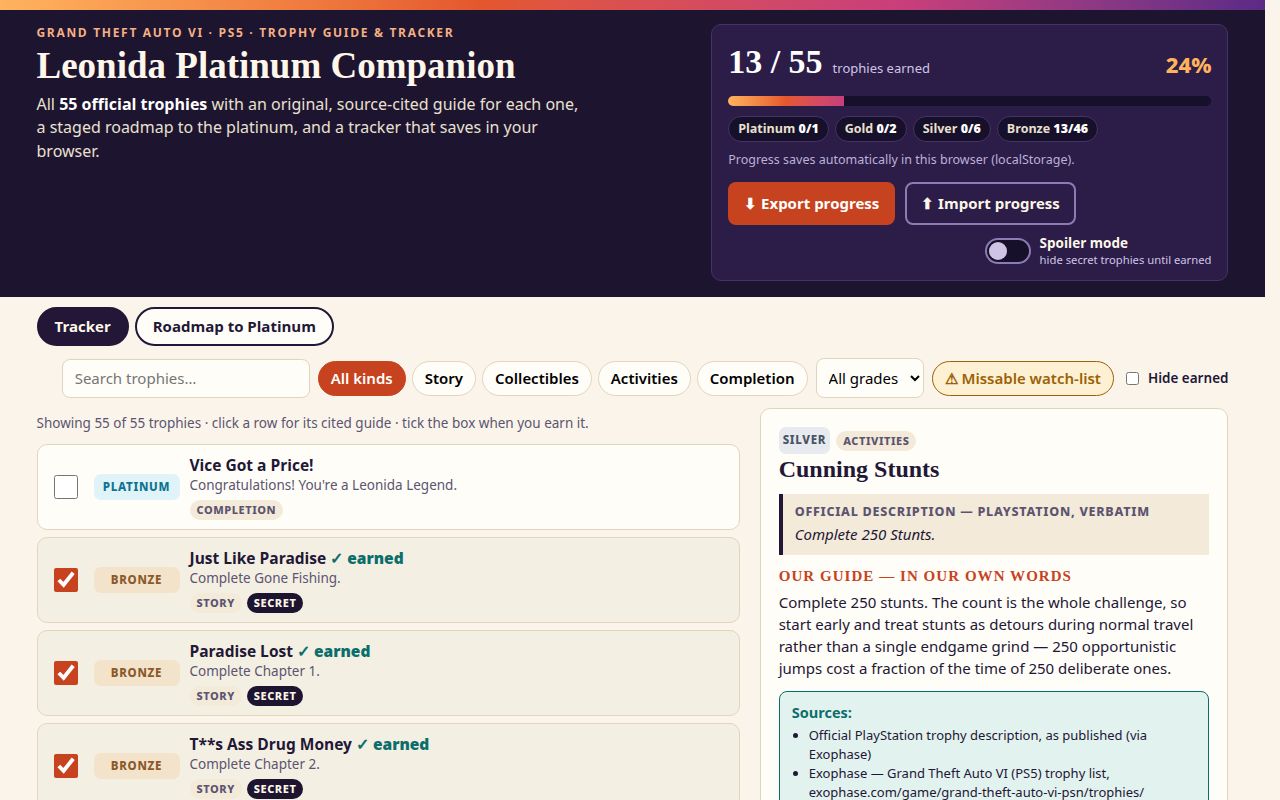 GRAND THEFT AUTO VI · PS5 · TROPHY GUIDE & TRACKER
Leonida Platinum Companion
All 55 official trophies with an original, source-cited guide for each one,
a staged roadmap to the platinum, and a tracker that saves in your
browser.
13 / 55 trophies earned 24%
Platinum 0/1 Gold 0/2 Silver 0/6 Bronze 13/46
Progress saves automatically in this browser (localStorage).
⬇ Export progress ⬆ Import progress
Spoiler mode
hide secret trophies until earned
Tracker Roadmap to Platinum
Search trophies... All kinds Story Collectibles Activities Completion All grades ⚠ Missable watch-list Hide earned
Showing 55 of 55 trophies · click a row for its cited guide · tick the box when you earn it.
PLATINUM
Vice Got a Price!
Congratulations! You're a Leonida Legend.
COMPLETION
BRONZE
Just Like Paradise ✓ earned
Complete Gone Fishing.
STORY SECRET
BRONZE
Paradise Lost ✓ earned
Complete Chapter 1.
STORY SECRET
BRONZE
T**s Ass Drug Money ✓ earned
Complete Chapter 2.
STORY SECRET
SILVER ACTIVITIES
Cunning Stunts
OFFICIAL DESCRIPTION — PLAYSTATION, VERBATIM
Complete 250 Stunts.
OUR GUIDE — IN OUR OWN WORDS
Complete 250 stunts. The count is the whole challenge, so
start early and treat stunts as detours during normal travel
rather than a single endgame grind — 250 opportunistic
jumps cost a fraction of the time of 250 deliberate ones.
Sources:
• Official PlayStation trophy description, as published (via
Exophase)
• Exophase — Grand Theft Auto VI (PS5) trophy list,
exophase.com/game/grand-theft-auto-vi-psn/trophies/